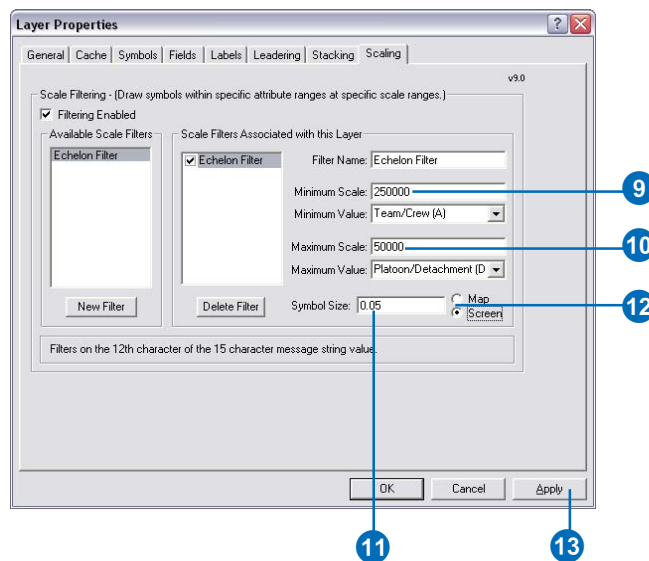 Layer Properties
General Cache Symbols Fields Labels Leadering Stacking Scaling
v9.0
Scale Filtering - (Draw symbols within specific attribute ranges at specific scale ranges.)
Filtering Enabled
Available Scale Filters
Echelon Filter
New Filter
Scale Filters Associated with this Layer
Echelon Filter
Delete Filter
Filter Name: Echelon Filter
Minimum Scale: 250000
9
Minimum Value: Team/Crew (A)
Maximum Scale: 50000
10
Maximum Value: Platoon/Detachment (D
Symbol Size: 0.05
Map
Screen
12
Filters on the 12th character of the 15 character message string value.
OK Cancel Apply
11 13